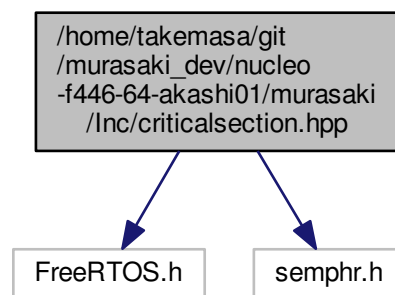 /home/takemasa/git
/murasaki_dev/nucleo
-f446-64-akashi01/murasaki
/Inc/criticalsection.hpp
FreeRTOS.h
semphr.h